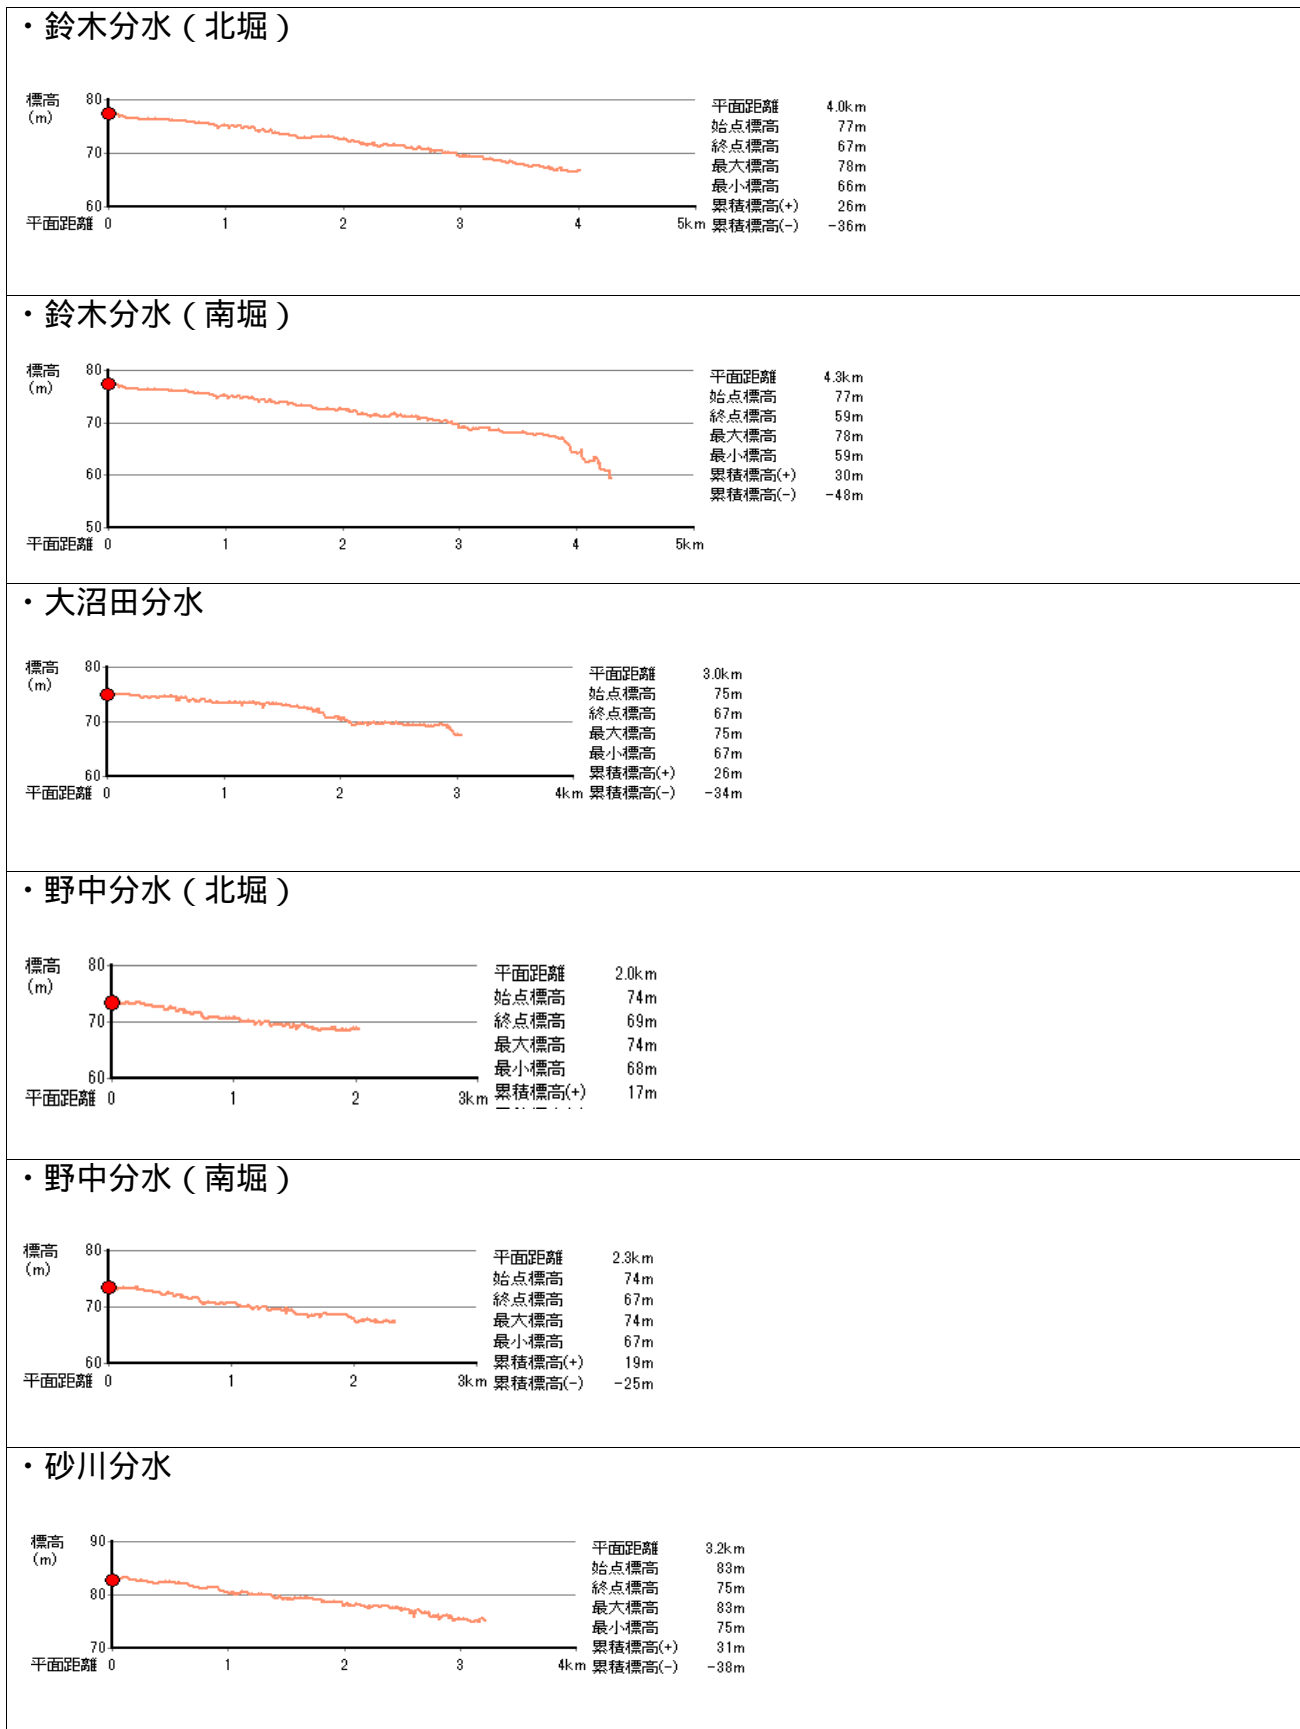 ・鈴木分水（北堀）
標高
(m)
80
70
60
平面距離 0 1 2 3 4 5km
平面距離 4.0km
始点標高 77m
終点標高 67m
最大標高 78m
最小標高 66m
累積標高(+) 26m
累積標高(-) -36m
・鈴木分水（南堀）
標高
(m)
80
70
60
50
平面距離 0 1 2 3 4 5km
平面距離 4.3km
始点標高 77m
終点標高 59m
最大標高 78m
最小標高 59m
累積標高(+) 30m
累積標高(-) -48m
・大沼田分水
標高
(m)
80
70
60
平面距離 0 1 2 3 4km
平面距離 3.0km
始点標高 75m
終点標高 67m
最大標高 75m
最小標高 67m
累積標高(+) 26m
累積標高(-) -34m
・野中分水（北堀）
標高
(m)
80
70
60
平面距離 0 1 2 3km
平面距離 2.0km
始点標高 74m
終点標高 69m
最大標高 74m
最小標高 68m
累積標高(+) 17m
・野中分水（南堀）
標高
(m)
80
70
60
平面距離 0 1 2 3km
平面距離 2.3km
始点標高 74m
終点標高 67m
最大標高 74m
最小標高 67m
累積標高(+) 19m
累積標高(-) -25m
・砂川分水
標高
(m)
90
80
70
平面距離 0 1 2 3 4km
平面距離 3.2km
始点標高 83m
終点標高 75m
最大標高 83m
最小標高 75m
累積標高(+) 31m
累積標高(-) -38m